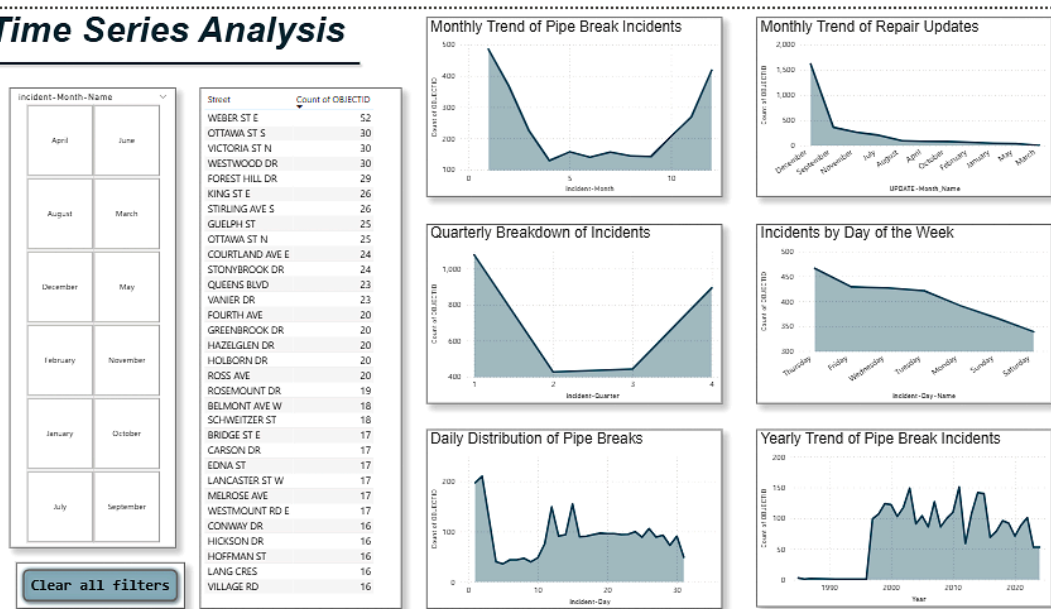 Time Series Analysis
incident-Month-Name
April June
August March
December May
February November
January October
July September
Clear all filters
Street Count of OBJECTID
WEBER ST E 52
OTTAWA ST S 30
VICTORIA ST N 30
WESTWOOD DR 30
FOREST HILL DR 29
KING ST E 26
STIRLING AVE S 26
GUELPH ST 25
OTTAWA ST N 25
COURTLAND AVE E 24
STONYBROOK DR 24
QUEENS BLVD 23
VANIER DR 23
FOURTH AVE 20
GREENBROOK DR 20
HAZELGLEN DR 20
HOLBORN DR 20
ROSS AVE 20
ROSEMOUNT DR 19
BELMONT AVE W 18
SCHWEITZER ST 18
BRIDGE ST E 17
CARSON DR 17
EDNA ST 17
LANCASTER ST W 17
MELROSE AVE 17
WESTMOUNT RD E 17
CONWAY DR 16
HICKSON DR 16
HOFFMAN ST 16
LANG CRES 16
VILLAGE RD 16
Monthly Trend of Pipe Break Incidents
Count of OBJECTID
500
400
300
200
100
0 5 10
Incident-Month
Monthly Trend of Repair Updates
Count of OBJECTID
2,000
1,500
1,000
500
0
December September November July August April October February January May March
UPDATE-Month_Name
Quarterly Breakdown of Incidents
Count of OBJECTID
1,000
800
600
400
1 2 3 4
Incident-Quarter
Incidents by Day of the Week
Count of OBJECTID
500
450
400
350
300
Thursday Friday Wednesday Tuesday Monday Sunday Saturday
Incident-Day-Name
Daily Distribution of Pipe Breaks
Count of OBJECTID
200
100
0
0 10 20 30
Incident-Day
Yearly Trend of Pipe Break Incidents
Count of OBJECTID
200
150
100
50
0
1990 2000 2010 2020
Year